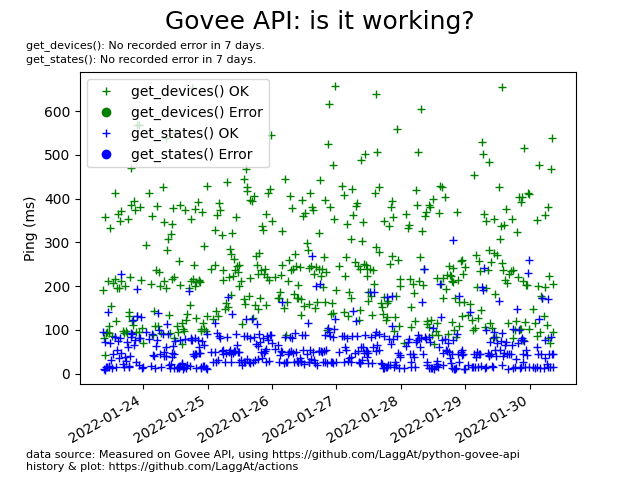 Govee API: is it working?
get_devices(): No recorded error in 7 days.
get_states(): No recorded error in 7 days.
get_devices() OK
get_devices() Error
get_states() OK
get_states() Error
Ping (ms)
600
500
400
300
200
100
0
2022-01-24
2022-01-25
2022-01-26
2022-01-27
2022-01-28
2022-01-29
2022-01-30
data source: Measured on Govee API, using https://github.com/LaggAt/python-govee-api
history & plot: https://github.com/LaggAt/actions